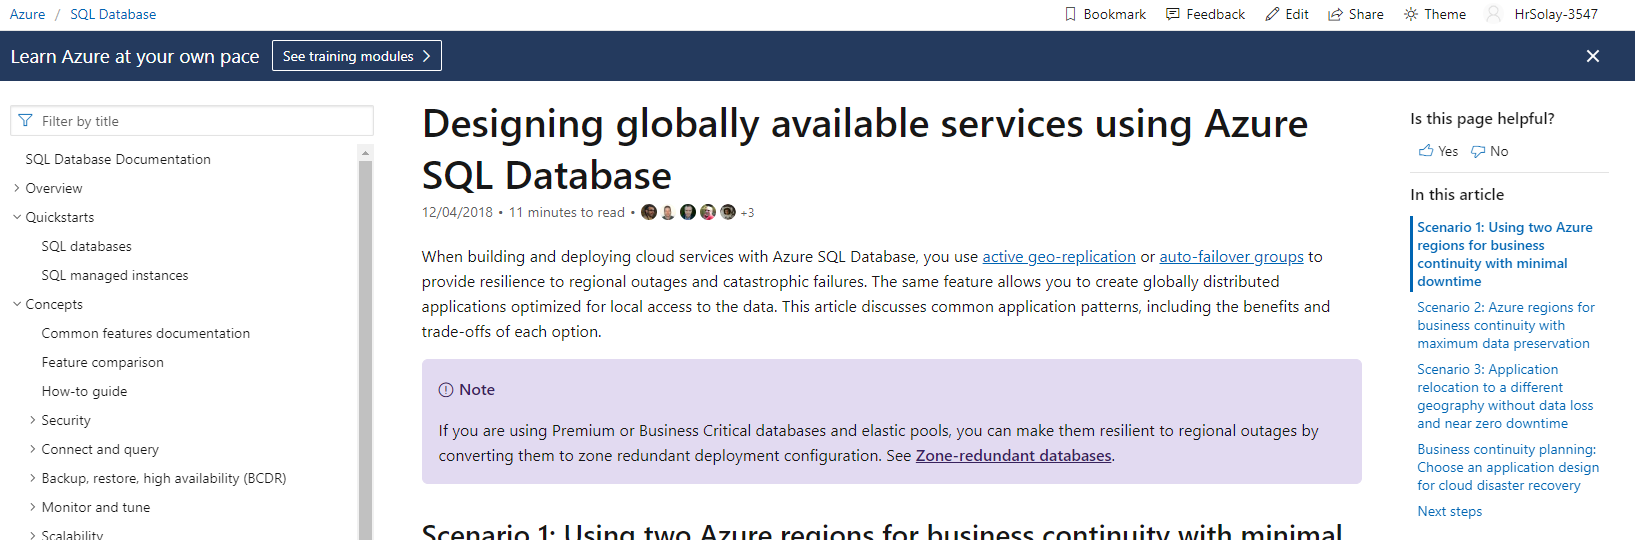 Azure / SQL Database
Bookmark Feedback Edit Share Theme HrSolay-3547
Learn Azure at your own pace See training modules
Filter by title
SQL Database Documentation
Overview
Quickstarts
SQL databases
SQL managed instances
Concepts
Common features documentation
Feature comparison
How-to guide
Security
Connect and query
Backup, restore, high availability (BCDR)
Monitor and tune
Scalability
Designing globally available services using Azure
SQL Database
12/04/2018 • 11 minutes to read • +3
When building and deploying cloud services with Azure SQL Database, you use active geo-replication or auto-failover groups to
provide resilience to regional outages and catastrophic failures. The same feature allows you to create globally distributed
applications optimized for local access to the data. This article discusses common application patterns, including the benefits and
trade-offs of each option.
Note
If you are using Premium or Business Critical databases and elastic pools, you can make them resilient to regional outages by
converting them to zone redundant deployment configuration. See Zone-redundant databases.
Scenario 1: Using two Azure regions for business continuity with minimal
Is this page helpful?
Yes No
In this article
Scenario 1: Using two Azure
regions for business
continuity with minimal
downtime
Scenario 2: Azure regions for
business continuity with
maximum data preservation
Scenario 3: Application
relocation to a different
geography without data loss
and near zero downtime
Business continuity planning:
Choose an application design
for cloud disaster recovery
Next steps